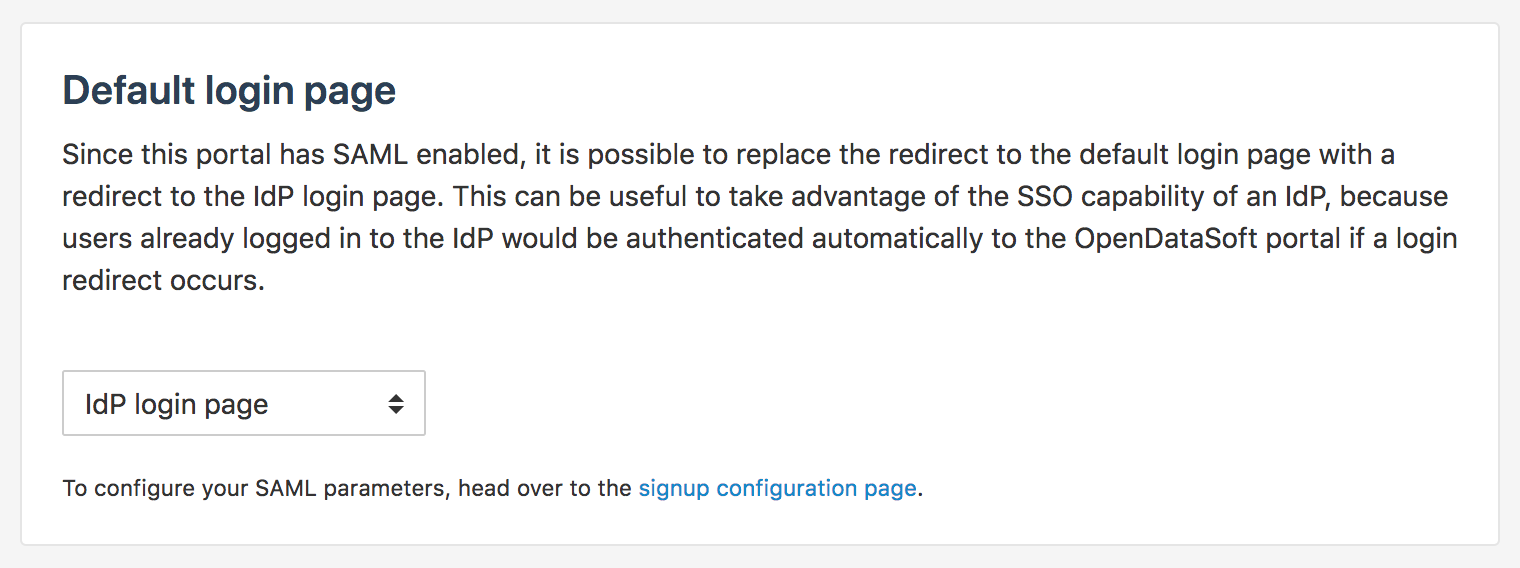 Default login page
Since this portal has SAML enabled, it is possible to replace the redirect to the default login page with a
redirect to the IdP login page. This can be useful to take advantage of the SSO capability of an IdP, because
users already logged in to the IdP would be authenticated automatically to the OpenDataSoft portal if a login
redirect occurs.
IdP login page
To configure your SAML parameters, head over to the signup configuration page.